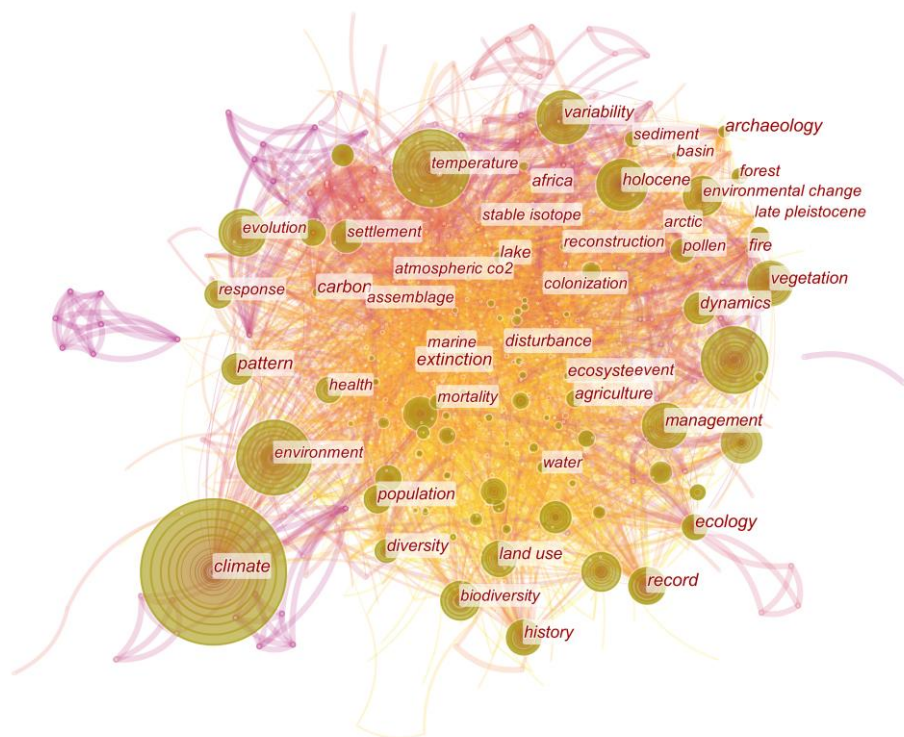 variability
archaeology
sediment
basin
temperature
africa
holocene
forest
environmental change
late pleistocene
stable isotope
arctic
evolution
settlement
reconstruction
pollen
fire
lake
atmospheric co2
colonization
vegetation
response
carbon
assemblage
dynamics
marine
disturbance
extinction
pattern
ecosysteevent
health
mortality
agriculture
management
environment
water
population
ecology
diversity
land use
climate
record
biodiversity
history